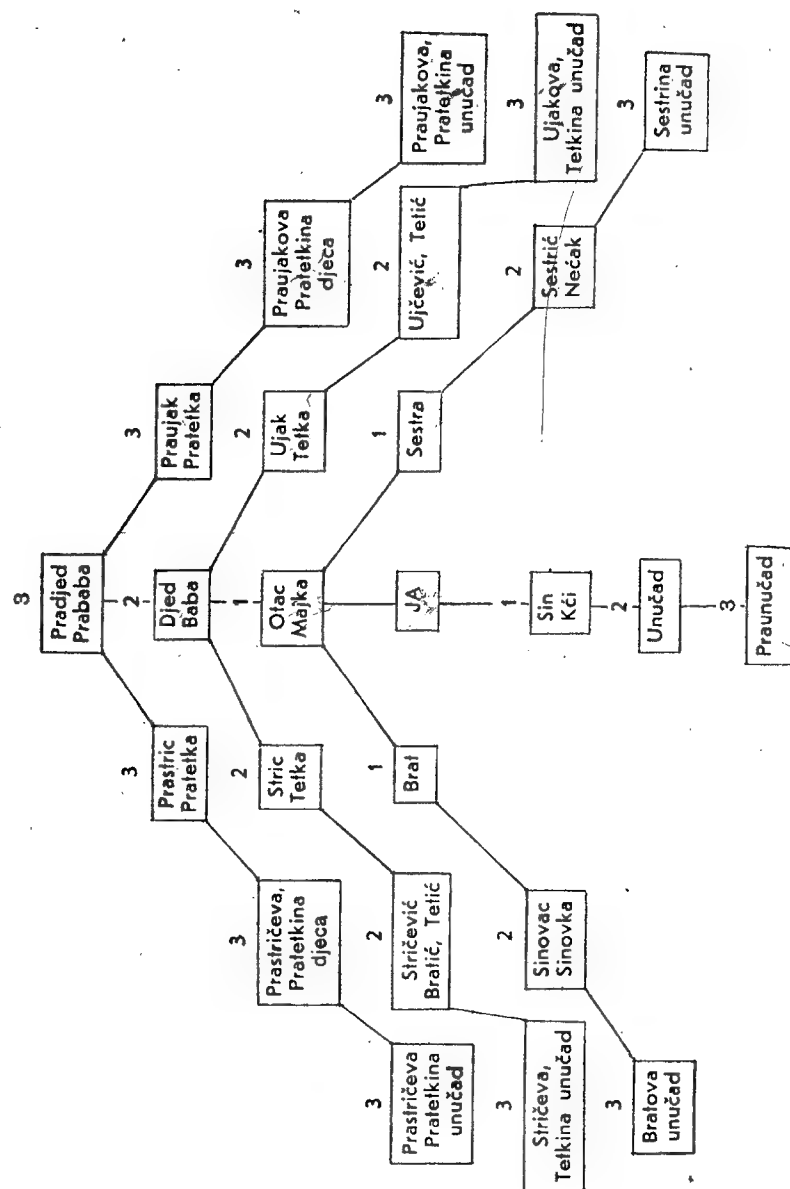 3
Pradjed
Prababa
3
Prastric
Pratetka
2
Djed
Baba
3
Praujak
Pratetka
3
Prastričeva,
Pratetkina
djeca
2
Stric
Tetka
1
Otac
Majka
2
Ujak
Tetka
3
Praujakova
Pratetkina
djeca
3
Prastričeva
Pratetkina
unučad
2
Stričević
Bratić, Tetić
1
Brat
JA
1
Sestra
2
Ujčević, Tetić
3
Praujakova,
Pratetkina
unučad
3
Stričeva,
Tetkina unučad
2
Sinovac
Sinovka
1
Sin
Kći
2
Sestrić
Nećak
3
Ujakova,
Tetkina unučad
3
Bratova
unučad
2
Unučad
3
Sestrina
unučad
3
Praunučad